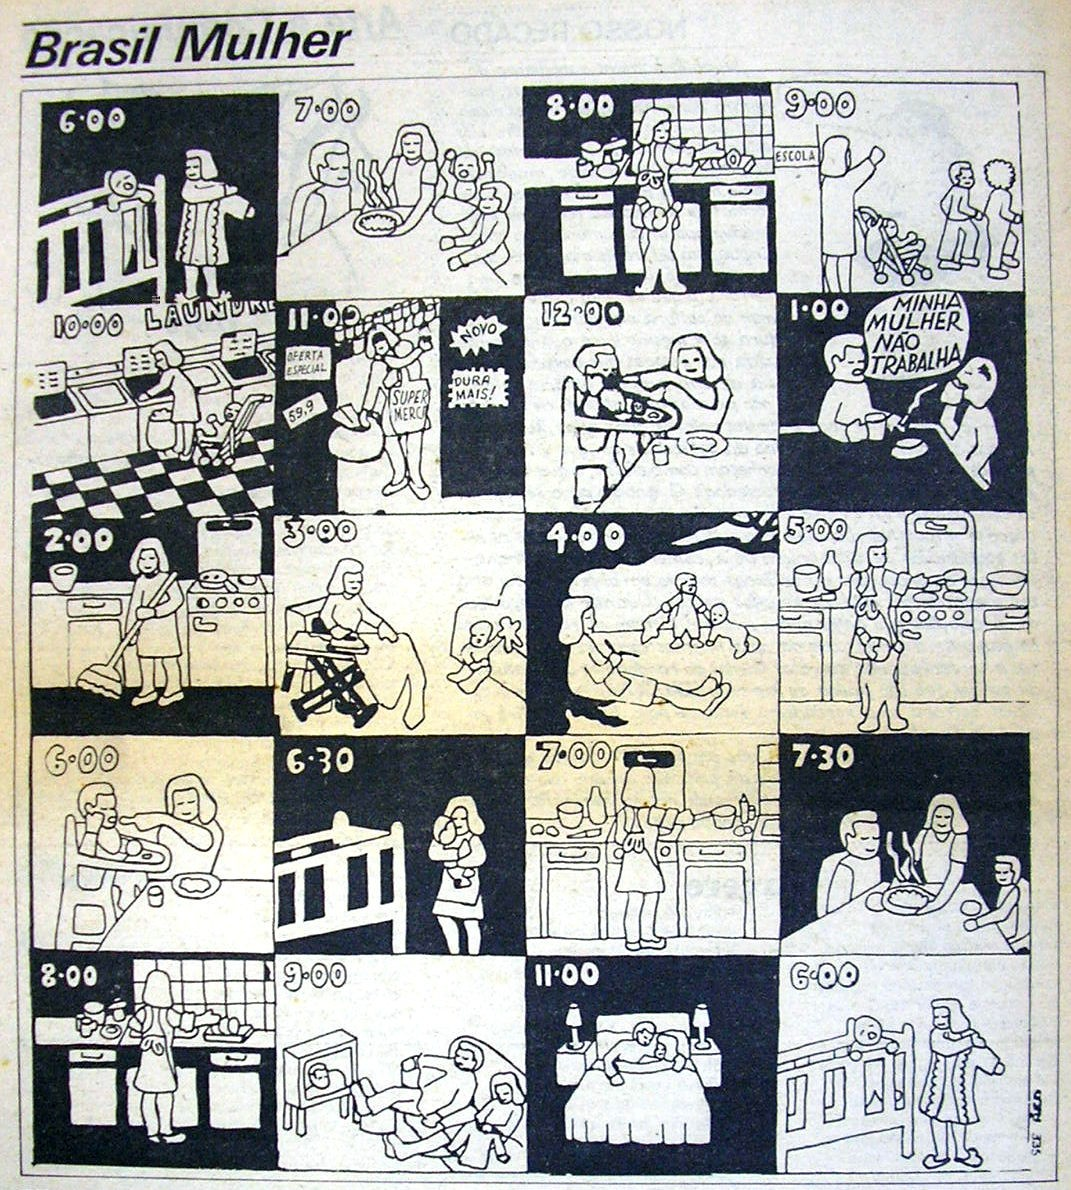 Brasil Mulher
6·00
7·00
8·00
9·00
ESCOLA
10·00
LAUNDRE
11·00
OFERTA
ESPECIAL
69,9
SUPER
MERC
NOVO
DURA
MAIS!
12·00
1·00
MINHA
MULHER
NÃO
TRABALHA
2·00
3·00
4·00
5·00
6·00
6·30
7·00
7·30
8·00
9·00
11·00
6·00